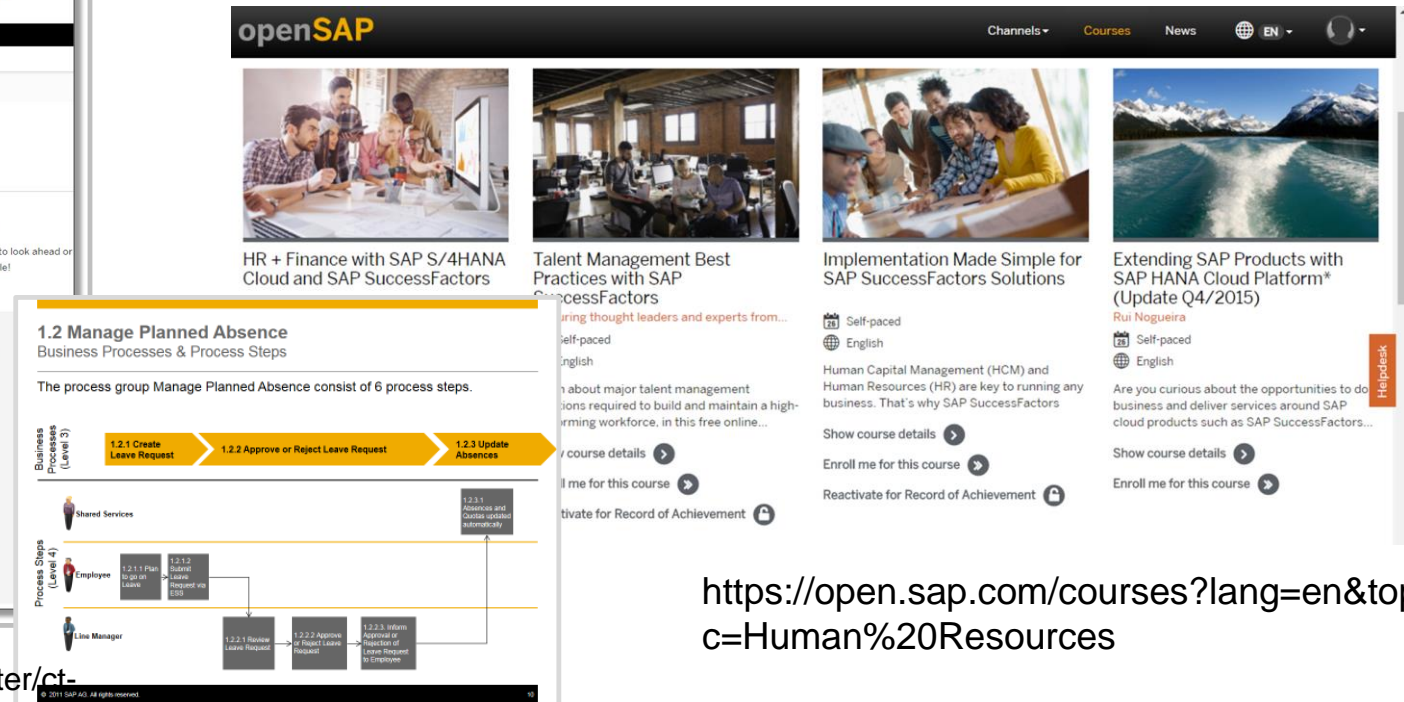 openSAP
Channels
Courses
News
EN
HR + Finance with SAP S/4HANA
Cloud and SAP SuccessFactors
Talent Management Best
Practices with SAP
SuccessFactors
uring thought leaders and experts from...
elf-paced
nglish
n about major talent management
ions required to build and maintain a high-
orming workforce, in this free online...
course details
ll me for this course
tivate for Record of Achievement
Implementation Made Simple for
SAP SuccessFactors Solutions
26 Self-paced
English
Human Capital Management (HCM) and
Human Resources (HR) are key to running any
business. That's why SAP SuccessFactors
Show course details
Enroll me for this course
Reactivate for Record of Achievement
Extending SAP Products with
SAP HANA Cloud Platform*
(Update Q4/2015)
Rui Nogueira
26 Self-paced
English
Are you curious about the opportunities to do
business and deliver services around SAP
cloud products such as SAP SuccessFactors...
Show course details
Enroll me for this course
Helpdesk
to look ahead or
le!
1.2 Manage Planned Absence
Business Processes & Process Steps
The process group Manage Planned Absence consist of 6 process steps.
Business
Processes
(Level 3)
1.2.1 Create
Leave Request
1.2.2 Approve or Reject Leave Request
1.2.3 Update
Absences
Process Steps
(Level 4)
Shared Services
1.2.3.1
Absences and
Quotas updated
automatically
Employee
1.2.1.1 Plan
to go on
Leave
1.2.1.2
Submit
Leave
Request via
ESS
Line Manager
1.2.2.1 Review
Leave Request
1.2.2.2 Approve
or Reject Leave
Request
1.2.2.3. Inform
Approval or
Rejection of
Leave Request
to Employee
© 2011 SAP AG. All rights reserved.
10
ter/ct-
https://open.sap.com/courses?lang=en&top
c=Human%20Resources